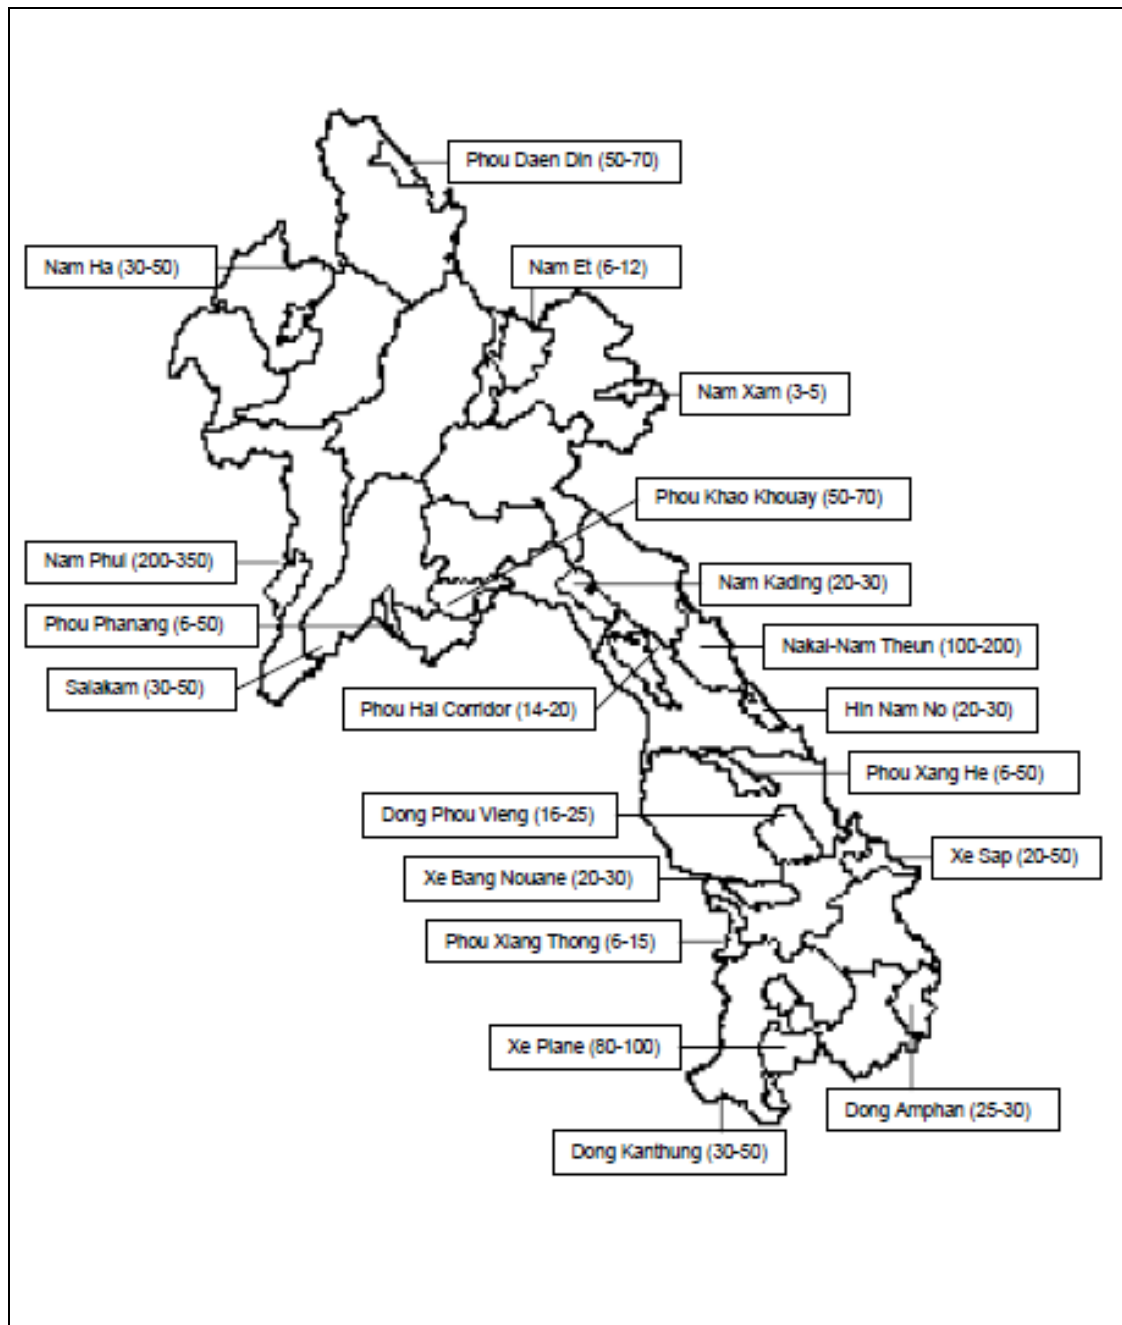 Phou Daen Din (50-70)
Nam Ha (30-50)
Nam Et (6-12)
Nam Xam (3-5)
Phou Khao Khouay (50-70)
Nam Phui (200-350)
Nam Kading (20-30)
Phou Phanang (6-50)
Nakai-Nam Theun (100-200)
Salakam (30-50)
Phou Hai Corridor (14-20)
Hin Nam No (20-30)
Phou Xang He (6-50)
Dong Phou Vieng (16-25)
Xe Sap (20-50)
Xe Bang Nouane (20-30)
Phou Xiang Thong (6-15)
Xe Piane (80-100)
Dong Amphan (25-30)
Dong Kanthung (30-50)